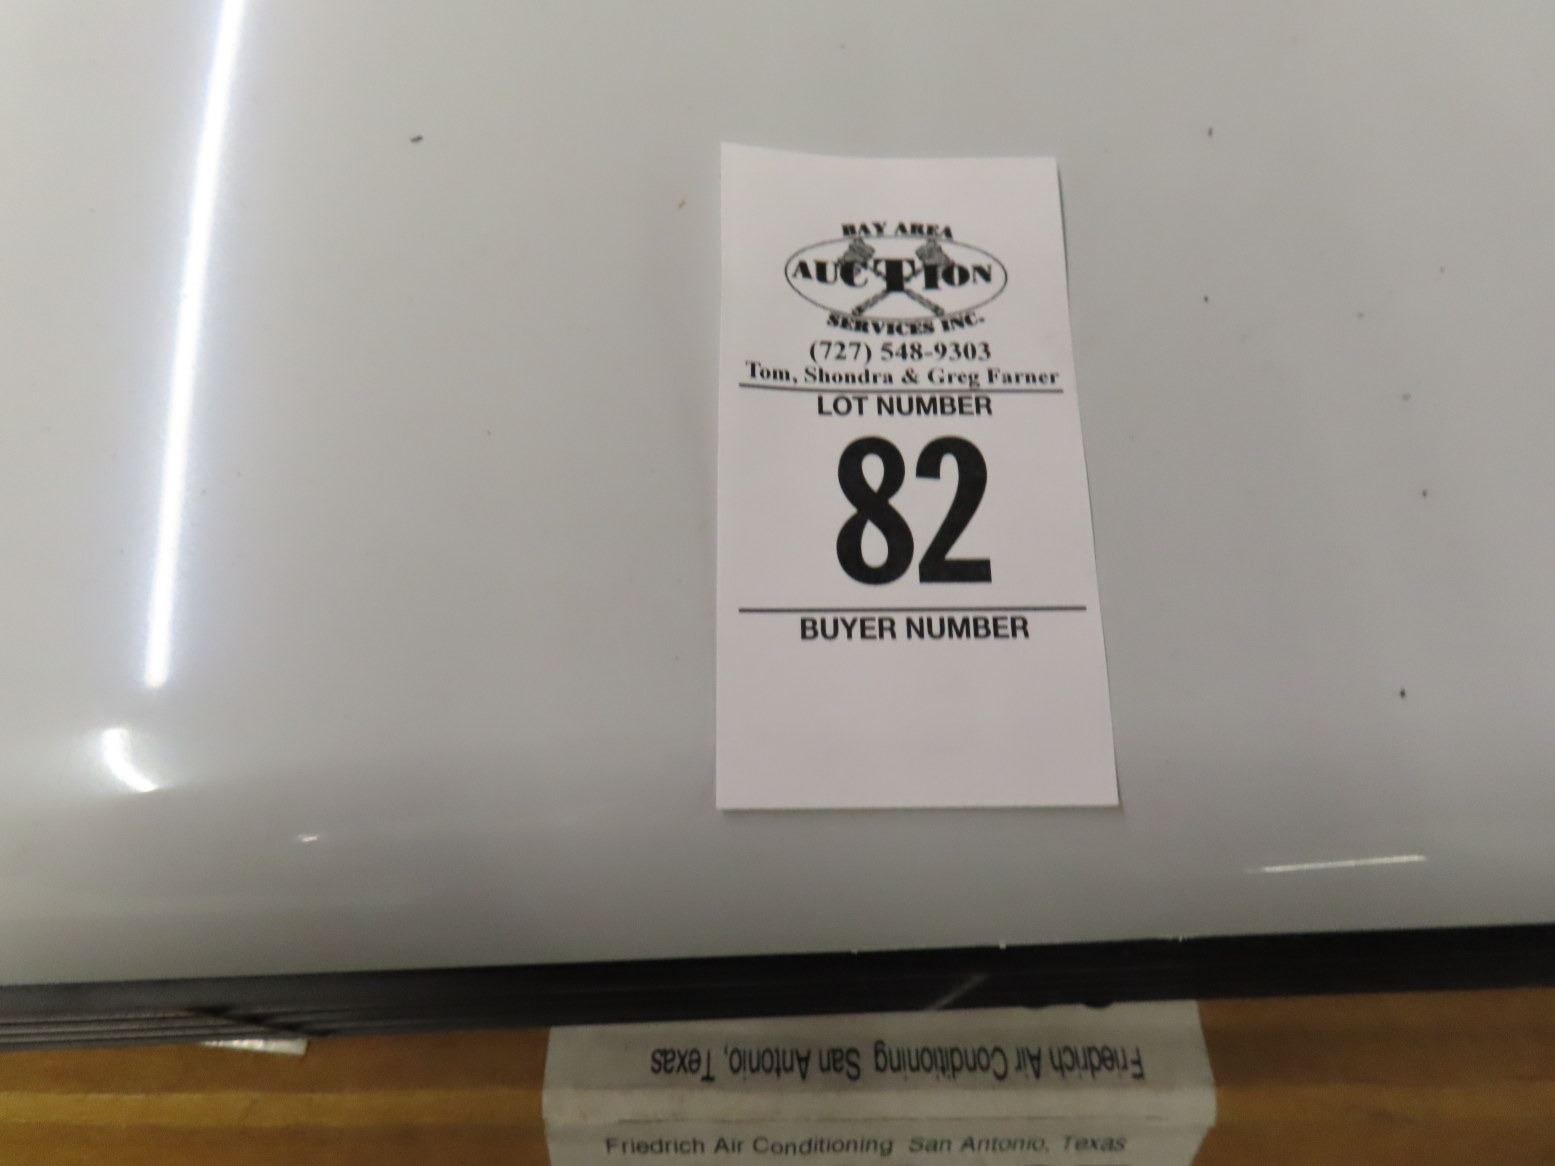 BAY AREA
AUCTION
SERVICES INC.
(727) 548-9303
Tom, Shondra & Greg Farner
LOT NUMBER
82
BUYER NUMBER
Friedrich Air Conditioning San Antonio, Texas
Friedrich Air Conditioning San Antonio, Texas